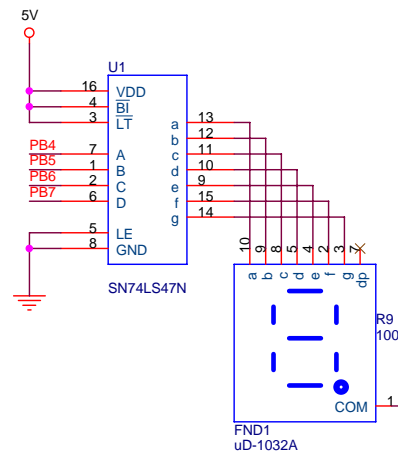 5V
U1
16 VDD
4 BI
3 LT
PB4 7 A
PB5 1 B
PB6 2 C
PB7 6 D
5 LE
8 GND
a 13
b 12
c 11
d 10
e 9
f 15
g 14
SN74LS47N
10 9 8 5 4 2 3 7
a b c d e f g dp
R9
100
COM 1
FND1
uD-1032A